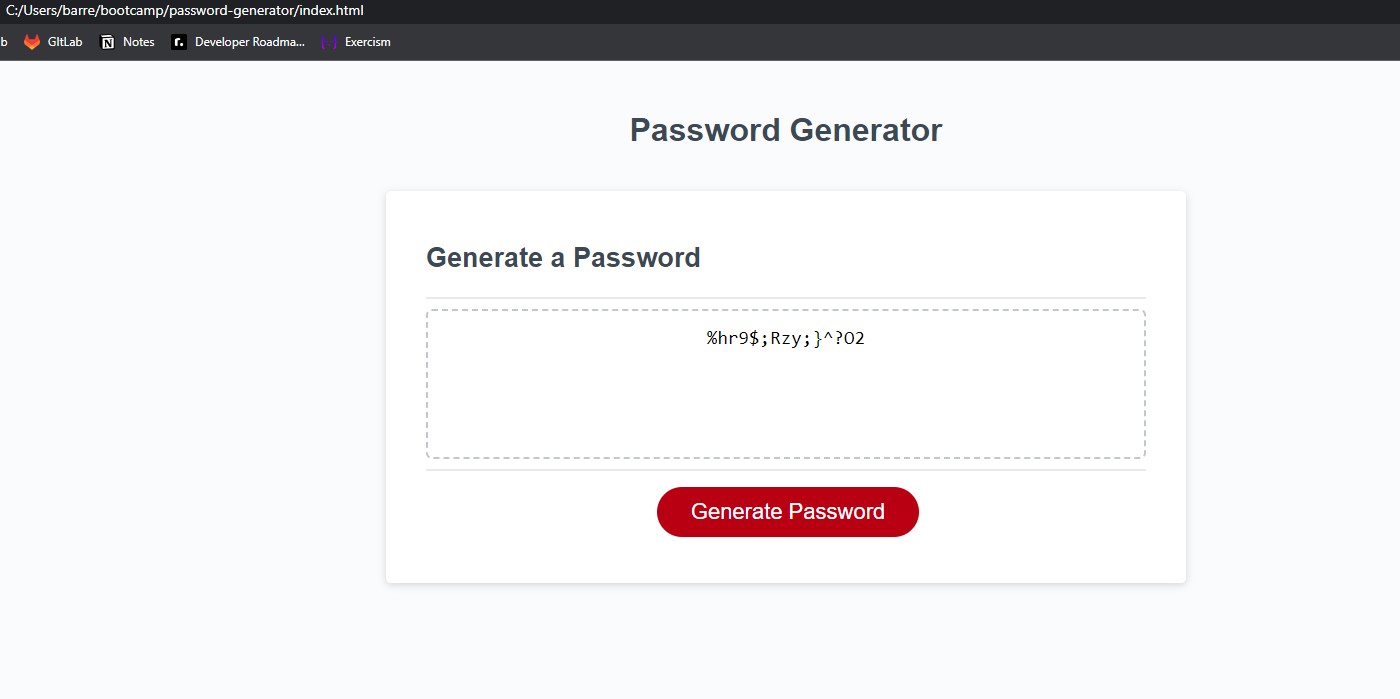 C:/Users/barre/bootcamp/password-generator/index.html
b GItLab Notes Developer Roadma... Exercism
Password Generator
Generate a Password
%hr9$;Rzy;}^?O2
Generate Password